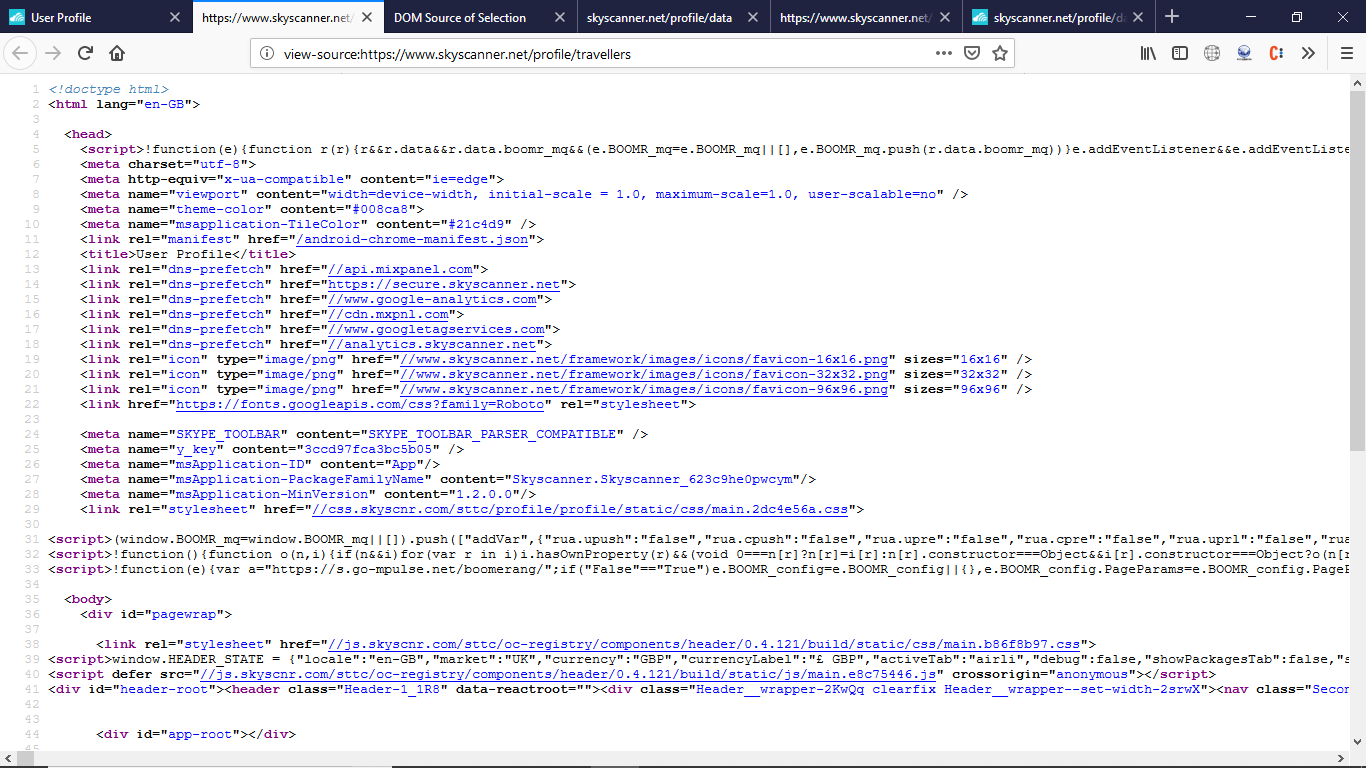 User Profile
https://www.skyscanner.net/
DOM Source of Selection
skyscanner.net/profile/data
https://www.skyscanner.net/
skyscanner.net/profile/da
view-source:https://www.skyscanner.net/profile/travellers
1 <!doctype html>
2 <html lang="en-GB">
3
4 <head>
5 <script>!function(e){function r(r){r&&r.data&&r.data.boomr_mq&&(e.BOOMR_mq=e.BOOMR_mq||[],e.BOOMR_mq.push(r.data.boomr_mq))}e.addEventListener&&e.addEventListe
6 <meta charset="utf-8">
7 <meta http-equiv="x-ua-compatible" content="ie=edge">
8 <meta name="viewport" content="width=device-width, initial-scale = 1.0, maximum-scale=1.0, user-scalable=no" />
9 <meta name="theme-color" content="#008ca8">
10 <meta name="msapplication-TileColor" content="#21c4d9" />
11 <link rel="manifest" href="/android-chrome-manifest.json">
12 <title>User Profile</title>
13 <link rel="dns-prefetch" href="//api.mixpanel.com">
14 <link rel="dns-prefetch" href="https://secure.skyscanner.net">
15 <link rel="dns-prefetch" href="//www.google-analytics.com">
16 <link rel="dns-prefetch" href="//cdn.mxpnl.com">
17 <link rel="dns-prefetch" href="//www.googletagservices.com">
18 <link rel="dns-prefetch" href="//analytics.skyscanner.net">
19 <link rel="icon" type="image/png" href="//www.skyscanner.net/framework/images/icons/favicon-16x16.png" sizes="16x16" />
20 <link rel="icon" type="image/png" href="//www.skyscanner.net/framework/images/icons/favicon-32x32.png" sizes="32x32" />
21 <link rel="icon" type="image/png" href="//www.skyscanner.net/framework/images/icons/favicon-96x96.png" sizes="96x96" />
22 <link href="https://fonts.googleapis.com/css?family=Roboto" rel="stylesheet">
23
24 <meta name="SKYPE_TOOLBAR" content="SKYPE_TOOLBAR_PARSER_COMPATIBLE" />
25 <meta name="y_key" content="3ccd97fca3bc5b05" />
26 <meta name="msApplication-ID" content="App"/>
27 <meta name="msApplication-PackageFamilyName" content="Skyscanner.Skyscanner_623c9he0pwcym"/>
28 <meta name="msApplication-MinVersion" content="1.2.0.0"/>
29 <link rel="stylesheet" href="//css.skyscnr.com/sttc/profile/profile/static/css/main.2dc4e56a.css">
30
31 <script>(window.BOOMR_mq=window.BOOMR_mq||[]).push(["addVar",{"rua.upush":"false","rua.cpush":"false","rua.upre":"false","rua.cpre":"false","rua.uprl":"false","rua
32 <script>!function(){function o(n,i){if(n&&i)for(var r in i)i.hasOwnProperty(r)&&(void 0===n[r]?n[r]=i[r]:n[r].constructor===Object&&i[r].constructor===Object?o(n[r
33 <script>!function(e){var a="https://s.go-mpulse.net/boomerang/";if("False"=="True")e.BOOMR_config=e.BOOMR_config||{},e.BOOMR_config.PageParams=e.BOOMR_config.PageP
34
35 <body>
36 <div id="pagewrap">
37
38 <link rel="stylesheet" href="//js.skyscnr.com/sttc/oc-registry/components/header/0.4.121/build/static/css/main.b86f8b97.css">
39 <script>window.HEADER_STATE = {"locale":"en-GB","market":"UK","currency":"GBP","currencyLabel":"£ GBP","activeTab":"airli","debug":false,"showPackagesTab":false,"s
40 <script defer src="//js.skyscnr.com/sttc/oc-registry/components/header/0.4.121/build/static/js/main.e8c75446.js" crossorigin="anonymous"></script>
41 <div id="header-root"><header class="Header-1_1R8" data-reactroot=""><div class="Header__wrapper-2KwQq clearfix Header__wrapper--set-width-2srwX"><nav class="Secon
42
43
44 <div id="app-root"></div>
45